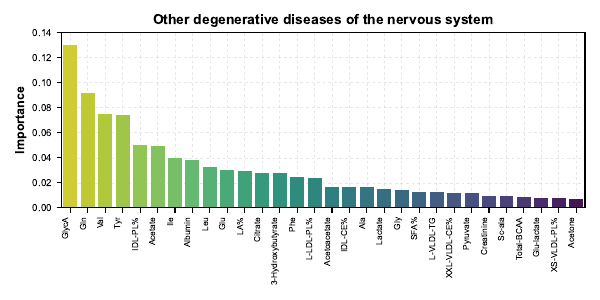 Other degenerative diseases of the nervous system
Importance
0.14
0.12
0.10
0.08
0.06
0.04
0.02
0.00
GlycA
Gln
Val
Tyr
IDL-PL%
Acetate
Ile
Albumin
Leu
Glu
LA%
Citrate
3-Hydroxybutyrate
Phe
L-LDL-PL%
Acetoacetate
IDL-CE%
Ala
Lactate
Gly
SFA%
L-VLDL-TG
XXL-VLDL-CE%
Pyruvate
Creatinine
Sc-ala
Total-BCAA
Glu-lactate
XS-VLDL-PL%
Acetone